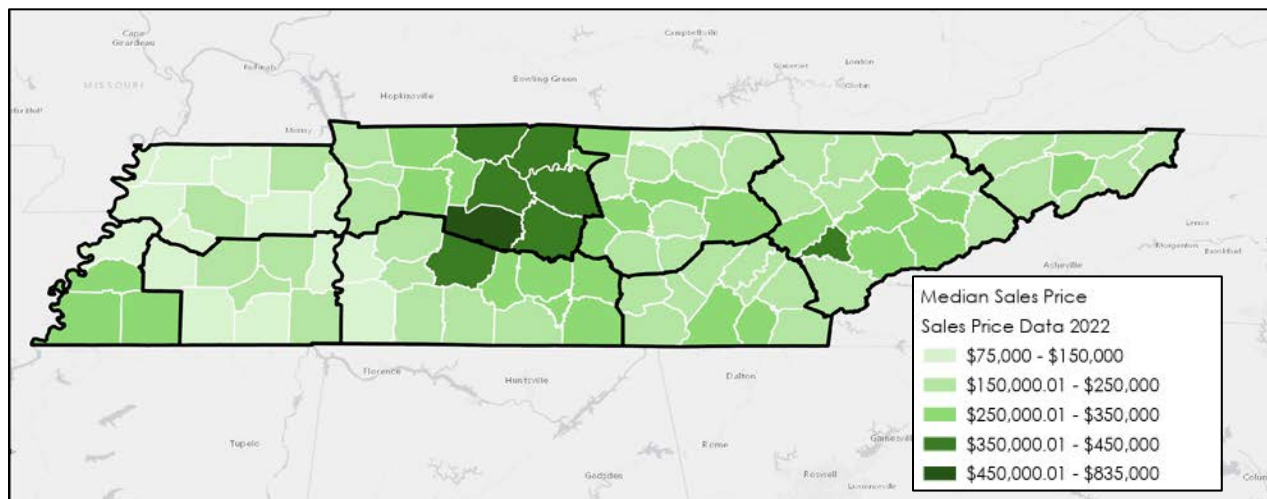 Cape
Girardeau
Campbellsville
Paducah
Somerset
London
Corbin
MISSOURI
Bowling Green
Hopkinsville
Murray
Lenoir
Morganton
Asheville
Florence
Huntsville
Dalton
Tupelo
Rome
Gadsden
Roswell
Gainesville
Lawrenceville
Median Sales Price
Sales Price Data 2022
$75,000 - $150,000
$150,000.01 - $250,000
$250,000.01 - $350,000
$350,000.01 - $450,000
$450,000.01 - $835,000